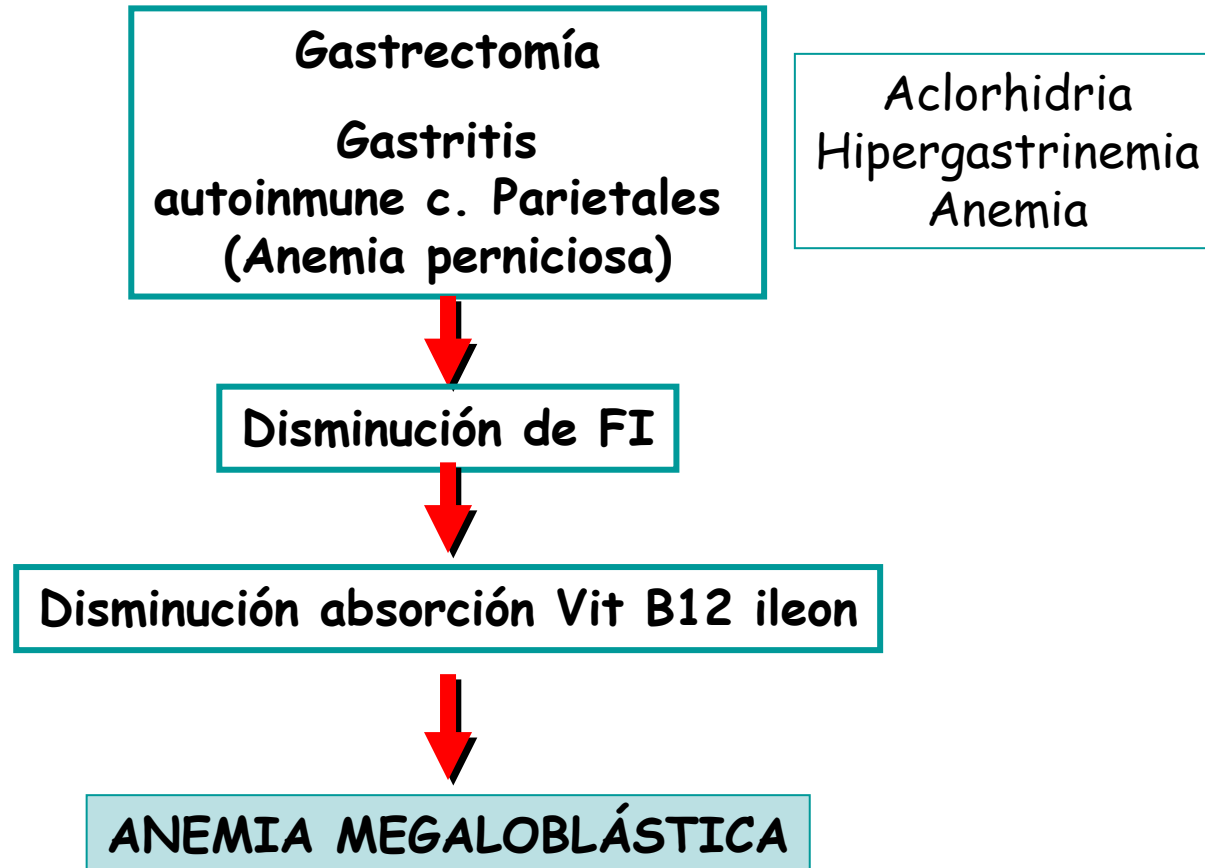 Gastrectomía
Gastritis
autoinmune c. Parietales
(Anemia perniciosa)
Aclorhidria
Hipergastrinemia
Anemia
Disminución de FI
Disminución absorción Vit B12 ileon
ANEMIA MEGALOBLÁSTICA